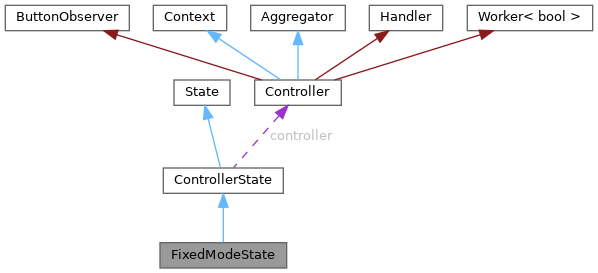 ButtonObserver
Context
Aggregator
Handler
Worker< bool >
State
Controller
controller
ControllerState
FixedModeState